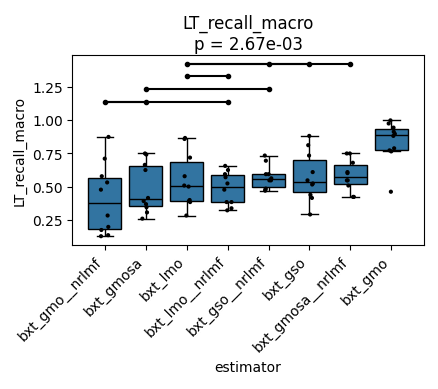 LT_recall_macro
p = 2.67e-03
LT_recall_macro
1.25
1.00
0.75
0.50
0.25
bxt_gmo__nrlmf
bxt_gmosa
bxt_lmo
bxt_lmo__nrlmf
bxt_gso__nrlmf
bxt_gso
bxt_gmosa__nrlmf
bxt_gmo
estimator